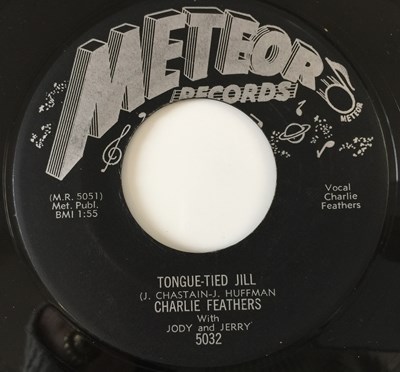 METEOR
RECORDS
METEOR
(M.R. 5051)
Met. Publ.
BMI 1:55
Vocal
Charlie
Feathers
TONGUE-TIED JILL
(J. CHASTAIN-J. HUFFMAN
CHARLIE FEATHERS
With
JODY and JERRY
5032